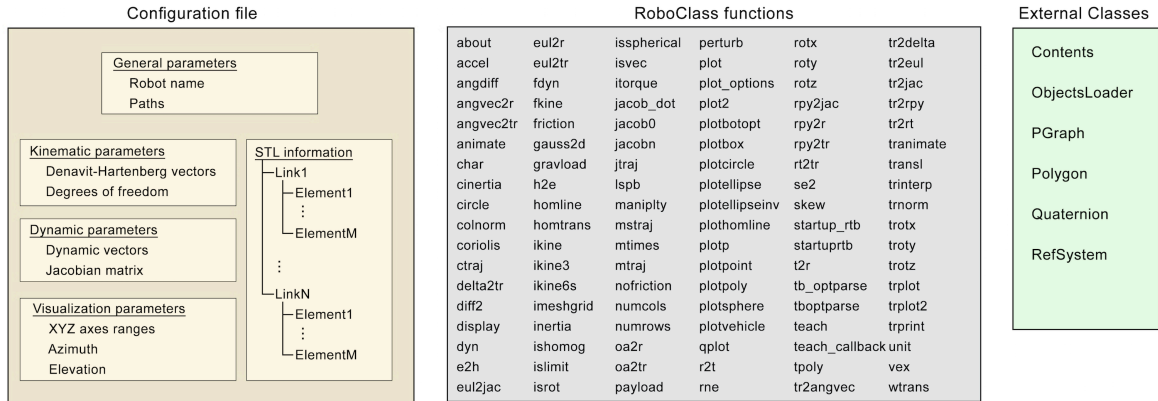 Configuration file
General parameters
Robot name
Paths
Kinematic parameters
Denavit-Hartenberg vectors
Degrees of freedom
Dynamic parameters
Dynamic vectors
Jacobian matrix
Visualization parameters
XYZ axes ranges
Azimuth
Elevation
STL information
Link1
Element1
⋮
ElementM
⋮
LinkN
Element1
⋮
ElementM
RoboClass functions
about eul2r isspherical perturb rotx tr2delta
accel eul2tr isvec plot roty tr2eul
angdiff fdyn itorque plot_options rotz tr2jac
angvec2r fkine jacob_dot plot2 rpy2jac tr2rpy
angvec2tr friction jacob0 plotbotopt rpy2r tr2rt
animate gauss2d jacobn plotbox rpy2tr tranimate
char gravload jtraj plotcircle rt2tr transl
cinertia h2e lspb plotellipse se2 trinterp
circle homline maniplty plotellipseinv skew trnorm
colnorm homtrans mstraj plothomline startup_rtb trotx
coriolis ikine mtimes plotp startuprtb troty
ctraj ikine3 mtraj plotpoint t2r trotz
delta2tr ikine6s nofriction plotpoly tb_optparse trplot
diff2 imeshgrid numcols plotsphere tboptparse trplot2
display inertia numrows plotvehicle teach trprint
dyn ishomog oa2r qplot teach_callback unit
e2h islimit oa2tr r2t tpoly vex
eul2jac isrot payload rne tr2angvec wtrans
External Classes
Contents
ObjectsLoader
PGraph
Polygon
Quaternion
RefSystem